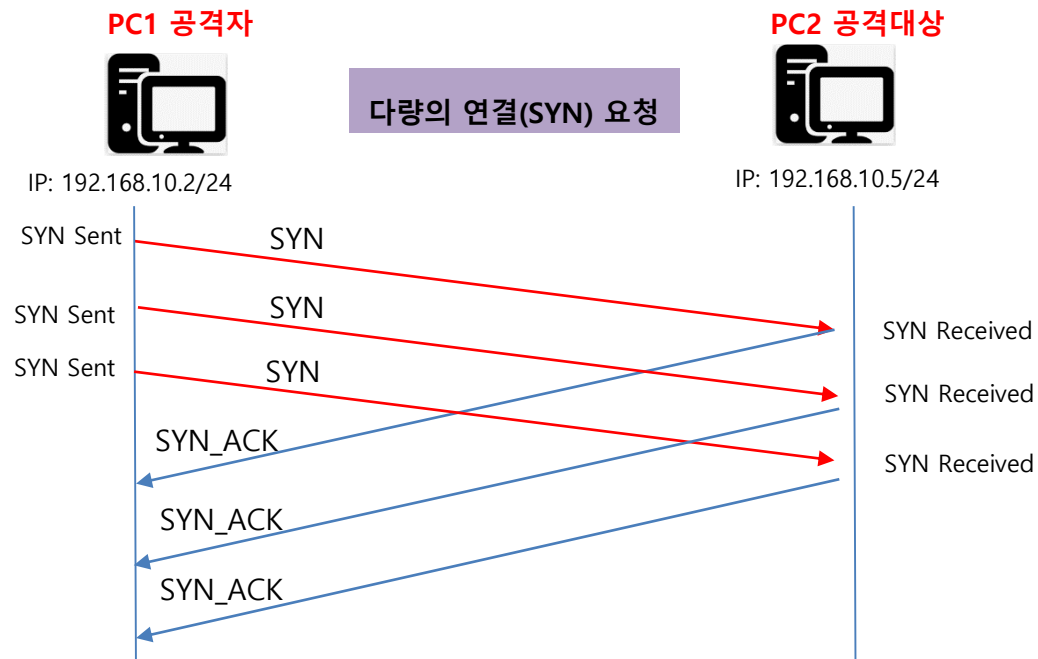 PC1 공격자
PC2 공격대상
다량의 연결(SYN) 요청
IP: 192.168.10.2/24
IP: 192.168.10.5/24
SYN Sent
SYN
SYN Sent
SYN
SYN Received
SYN Sent
SYN
SYN Received
SYN_ACK
SYN Received
SYN_ACK
SYN_ACK